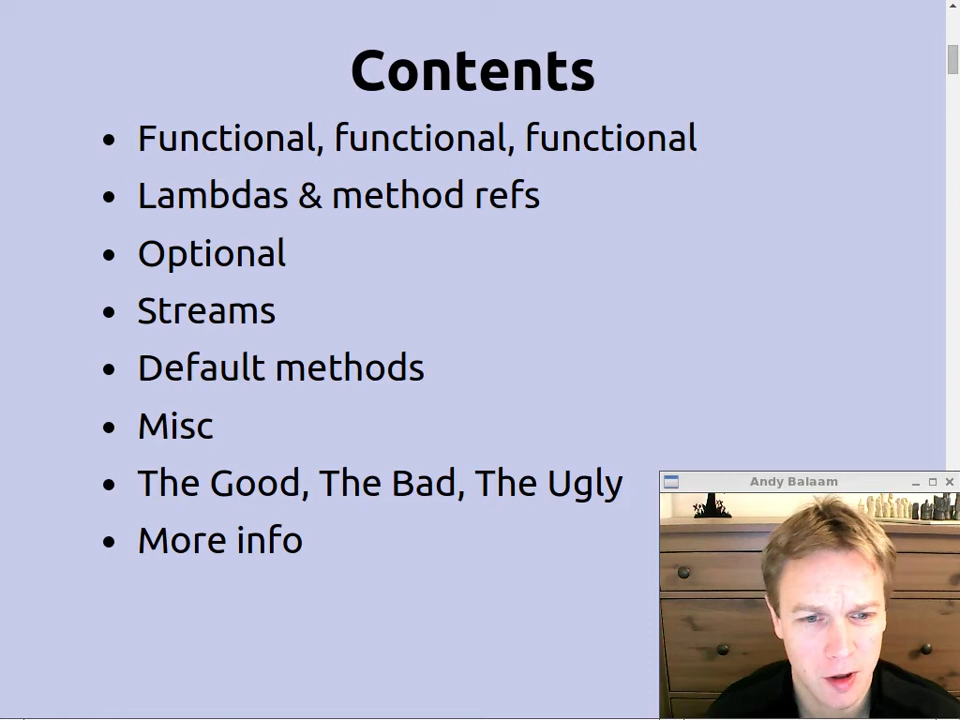 Contents
• Functional, functional, functional
• Lambdas & method refs
• Optional
• Streams
• Default methods
• Misc
• The Good, The Bad, The Ugly
• More info
Andy Balaam